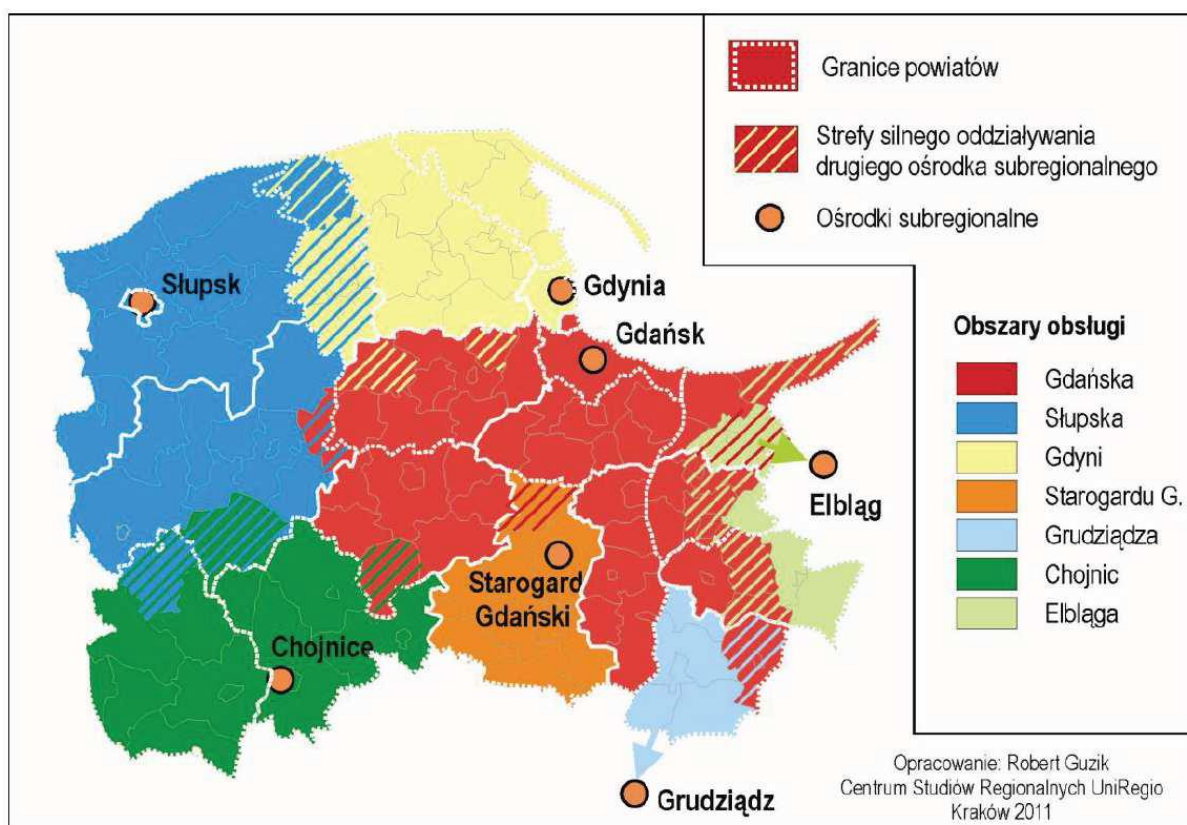 Granice powiatów
Strefy silnego oddziaływania
drugiego ośrodka subregionalnego
Ośrodki subregionalne
Słupsk
Gdynia
Gdańsk
Elbląg
Starogard
Gdański
Chojnice
Grudziądz
Obszary obsługi
Gdańska
Słupska
Gdyni
Starogardu G.
Grudziądza
Chojnic
Elbląga
Opracowanie: Robert Guzik
Centrum Studiów Regionalnych UniRegio
Kraków 2011